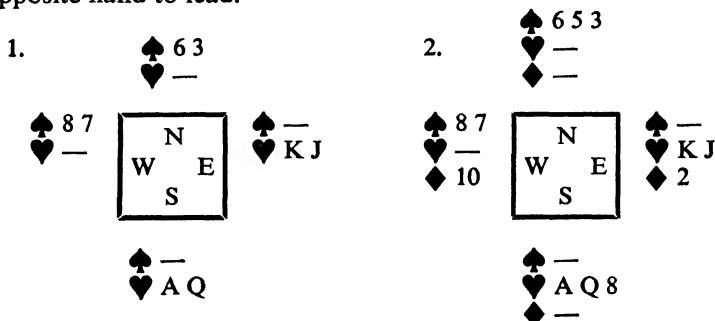 opposite hand to lead.
1.
♠ 6 3
♥ —
♠ 8 7
♥ —
N
W E
S
♠ —
♥ K J
♠ —
♥ A Q
2.
♠ 6 5 3
♥ —
♦ —
♠ 8 7
♥ —
♦ 10
N
W E
S
♠ —
♥ K J
♦ 2
♠ —
♥ A Q 8
♦ —